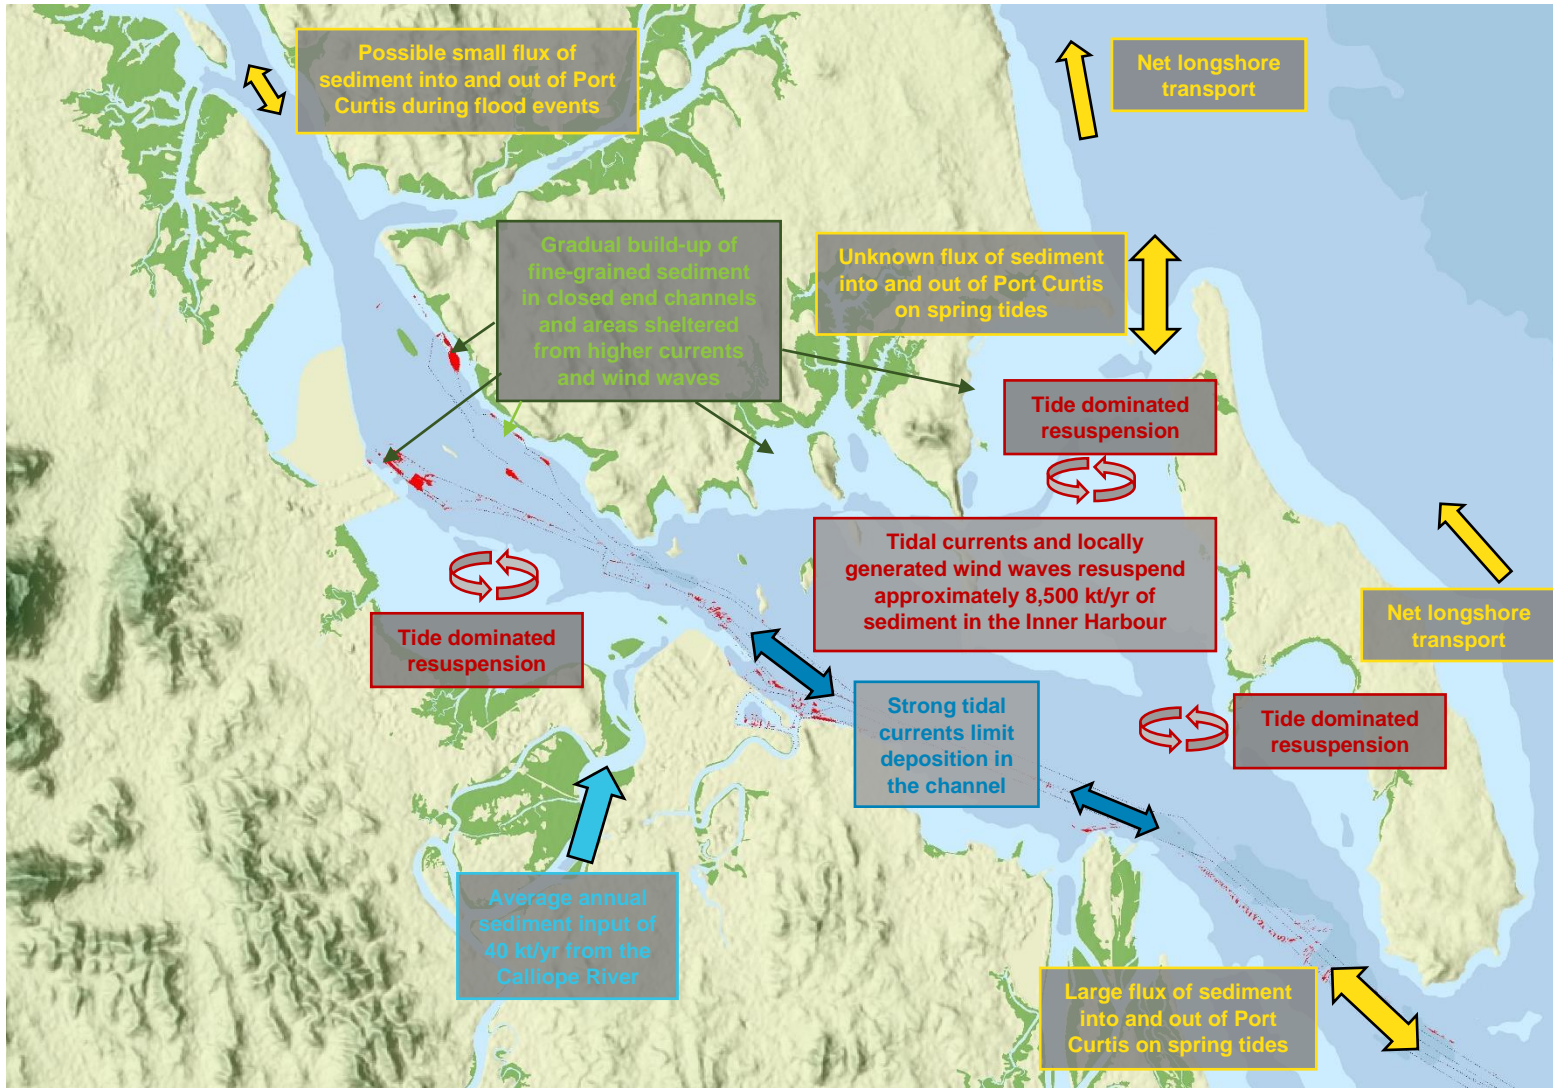 Possible small flux of
sediment into and out of Port
Curtis during flood events
Net longshore
transport
Gradual build-up of
fine-grained sediment
in closed end channels
and areas sheltered
from higher currents
and wind waves
Unknown flux of sediment
into and out of Port Curtis
on spring tides
Tide dominated
resuspension
Tidal currents and locally
generated wind waves resuspend
approximately 8,500 kt/yr of
sediment in the Inner Harbour
Net longshore
transport
Tide dominated
resuspension
Strong tidal
currents limit
deposition in
the channel
Tide dominated
resuspension
Average annual
sediment input of
40 kt/yr from the
Calliope River
Large flux of sediment
into and out of Port
Curtis on spring tides